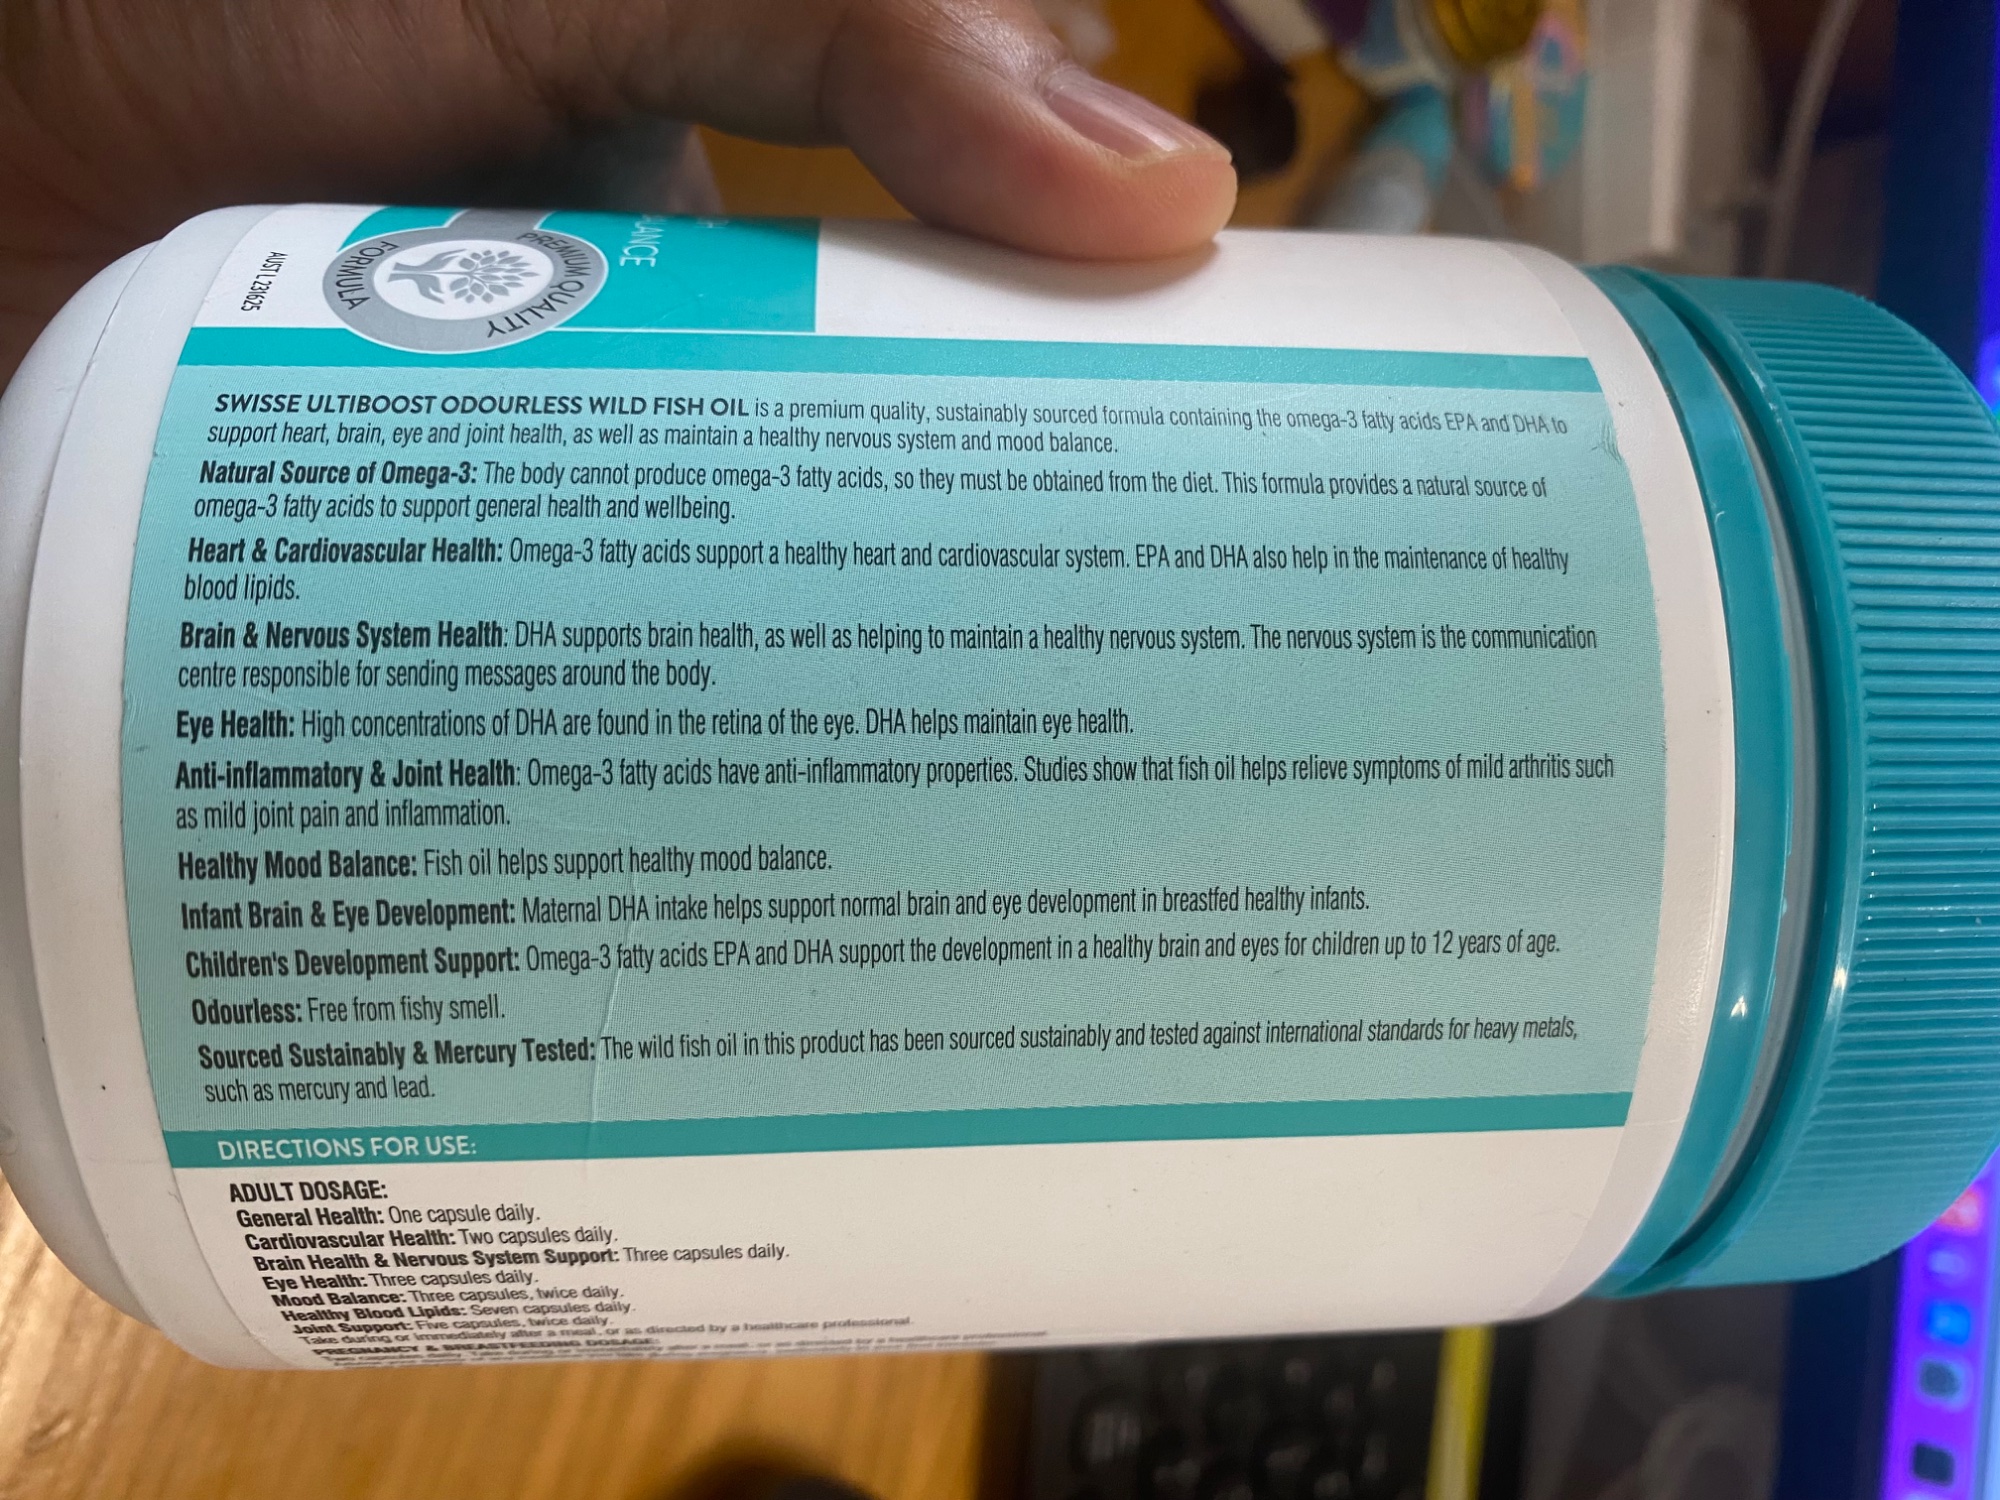 AUST L 231625
PREMIUM QUALITY
FORMULA
SWISSE ULTIBOOST ODOURLESS WILD FISH OIL is a premium quality, sustainably sourced formula containing the omega-3 fatty acids EPA and DHA to
support heart, brain, eye and joint health, as well as maintain a healthy nervous system and mood balance.
Natural Source of Omega-3: The body cannot produce omega-3 fatty acids, so they must be obtained from the diet. This formula provides a natural source of
omega-3 fatty acids to support general health and wellbeing.
Heart & Cardiovascular Health: Omega-3 fatty acids support a healthy heart and cardiovascular system. EPA and DHA also help in the maintenance of healthy
blood lipids.
Brain & Nervous System Health: DHA supports brain health, as well as helping to maintain a healthy nervous system. The nervous system is the communication
centre responsible for sending messages around the body.
Eye Health: High concentrations of DHA are found in the retina of the eye. DHA helps maintain eye health.
Anti-inflammatory & Joint Health: Omega-3 fatty acids have anti-inflammatory properties. Studies show that fish oil helps relieve symptoms of mild arthritis such
as mild joint pain and inflammation.
Healthy Mood Balance: Fish oil helps support healthy mood balance.
Infant Brain & Eye Development: Maternal DHA intake helps support normal brain and eye development in breastfed healthy infants.
Children's Development Support: Omega-3 fatty acids EPA and DHA support the development in a healthy brain and eyes for children up to 12 years of age.
Odourless: Free from fishy smell.
Sourced Sustainably & Mercury Tested: The wild fish oil in this product has been sourced sustainably and tested against international standards for heavy metals,
such as mercury and lead.
DIRECTIONS FOR USE:
ADULT DOSAGE:
General Health: One capsule daily.
Cardiovascular Health: Two capsules daily.
Brain Health & Nervous System Support: Three capsules daily.
Eye Health: Three capsules daily.
Mood Balance: Three capsules, twice daily.
Healthy Blood Lipids: Seven capsules daily.
Joint Support: Five capsules, twice daily.
Take during or immediately after a meal, or as directed by a healthcare professional.
PREGNANCY & BREASTFEEDING DOSAGE: